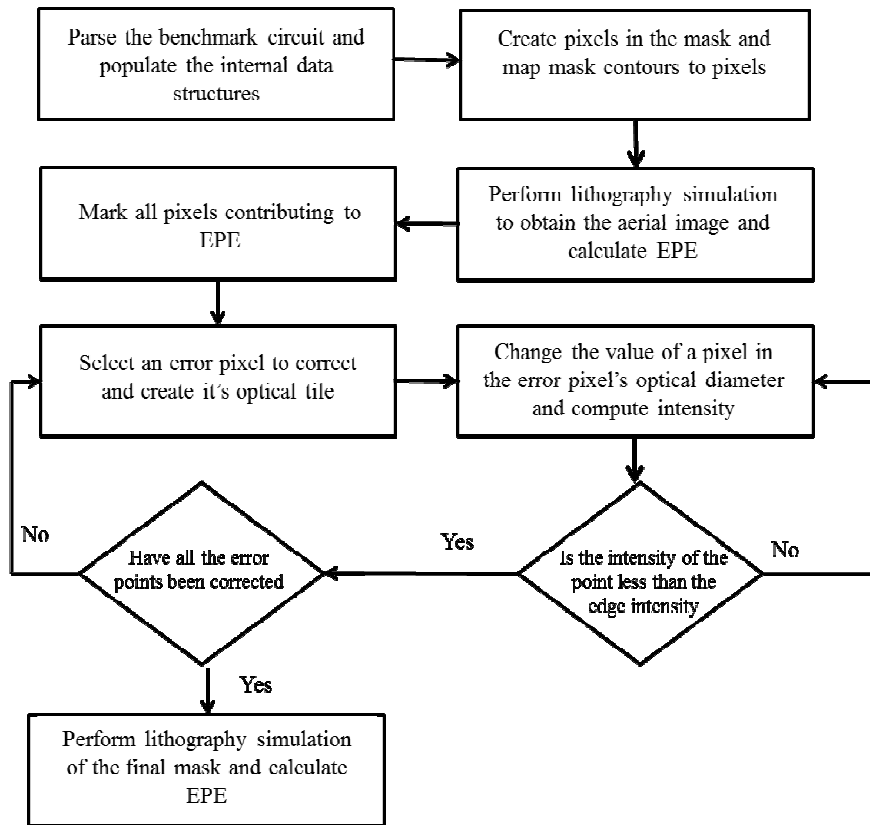 Parse the benchmark circuit and
populate the internal data
structures
Create pixels in the mask and
map mask contours to pixels
Perform lithography simulation
to obtain the aerial image and
calculate EPE
Mark all pixels contributing to
EPE
Select an error pixel to correct
and create it's optical tile
Change the value of a pixel in
the error pixel's optical diameter
and compute intensity
Is the intensity of the
point less than the
edge intensity
No
Yes
Have all the error
points been corrected
No
Yes
Perform lithography simulation
of the final mask and calculate
EPE